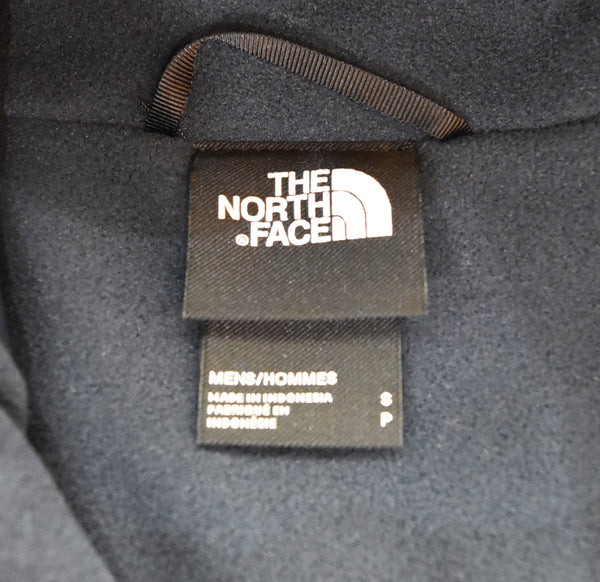 THE
NORTH
®FACE
MENS/HOMMES
MADE IN INDONESIA S
FABRIQUÉ EN P
INDONÉSIE